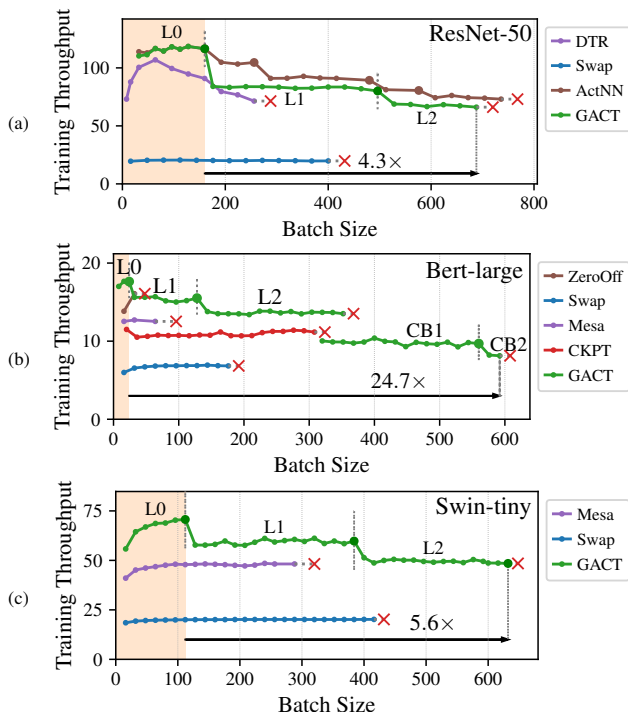 (a)
Training Throughput
100
50
0
L0
L1
L2
ResNet-50
4.3×
0 200 400 600 800
Batch Size
DTR
Swap
ActNN
GACT
(b)
Training Throughput
20
10
0
L0
L1
L2
CB1
CB2
Bert-large
24.7×
0 100 200 300 400 500 600
Batch Size
ZeroOff
Swap
Mesa
CKPT
GACT
(c)
Training Throughput
75
50
25
0
L0
L1
L2
Swin-tiny
5.6×
0 100 200 300 400 500 600
Batch Size
Mesa
Swap
GACT